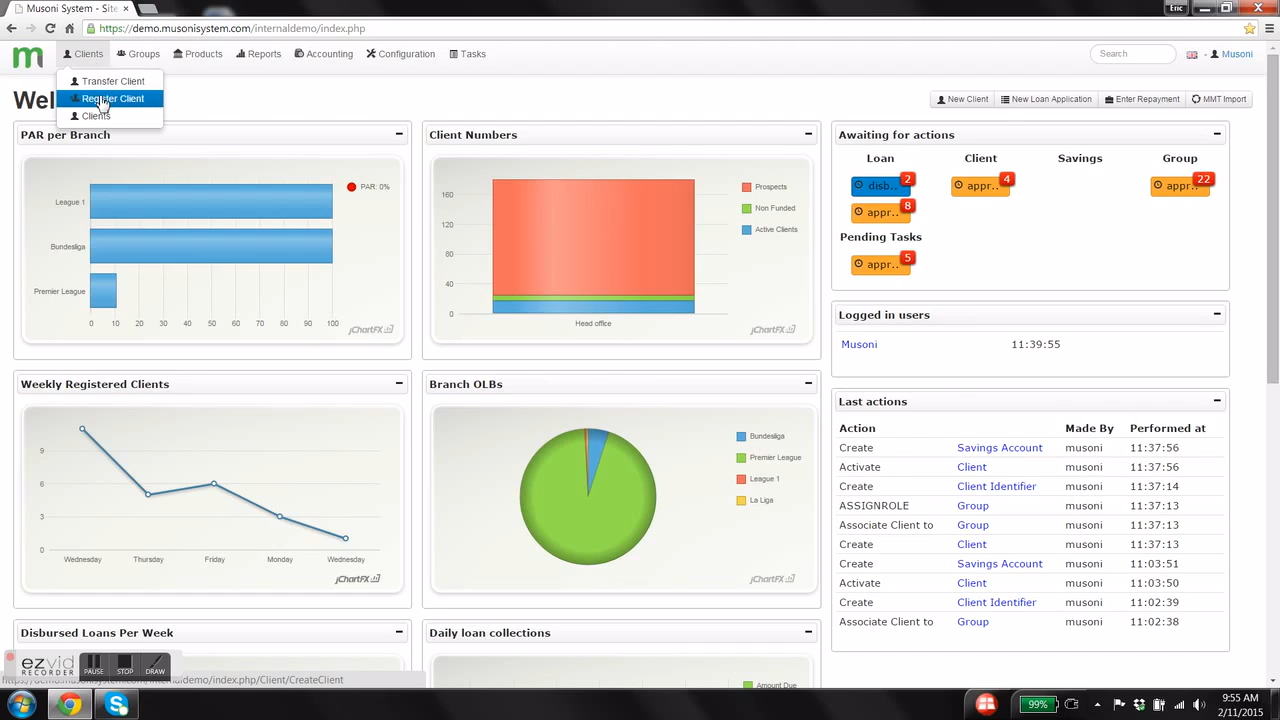 Musoni System - Site
Eric
https://demo.musonisystem.com/internaldemo/index.php
m
Clients
Groups
Products
Reports
Accounting
Configuration
Tasks
Search
Musoni
Transfer Client
Register Client
Clients
Wel
New Client
New Loan Application
Enter Repayment
MMT Import
PAR per Branch
League 1
Bundesliga
Premier League
0 10 20 30 40 50 60 70 80 90 100
PAR: 0%
jChartFX
Client Numbers
160
120
80
40
0
Head office
Prospects
Non Funded
Active Clients
jChartFX
Awaiting for actions
Loan Client Savings Group
disb.. 2
appr.. 4
appr.. 22
appr.. 8
Pending Tasks
appr.. 5
Logged in users
Musoni 11:39:55
Weekly Registered Clients
9
3
0
Wednesday Thursday Friday Monday Wednesday
jChartFX
Branch OLBs
Bundesliga
Premier League
League 1
La Liga
jChartFX
Last actions
Action Made By Performed at
Create Savings Account musoni 11:37:56
Activate Client musoni 11:37:56
Create Client Identifier musoni 11:37:14
ASSIGNROLE Group musoni 11:37:13
Associate Client to Group musoni 11:37:13
Create Client musoni 11:37:13
Create Savings Account musoni 11:03:51
Activate Client musoni 11:03:50
Create Client Identifier musoni 11:02:39
Associate Client to Group musoni 11:02:38
Disbursed Loans Per Week
Daily loan collections
Amount Due
ezvid
RECORDER
PAUSE
STOP
DRAW
index.php/Client/CreateClient
99%
9:55 AM
2/11/2015